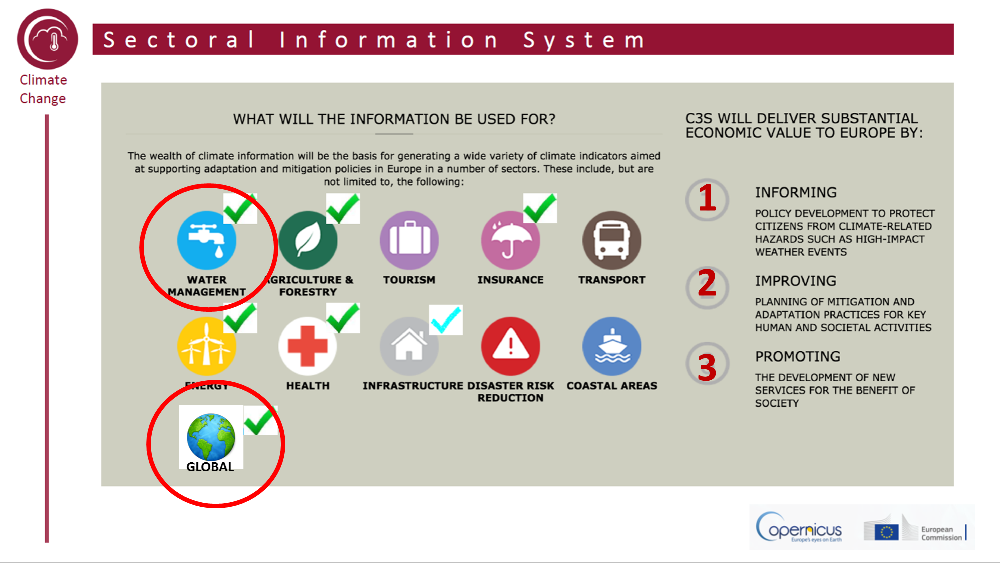 Sectoral Information System
Climate
Change
WHAT WILL THE INFORMATION BE USED FOR?
The wealth of climate information will be the basis for generating a wide variety of climate indicators aimed
at supporting adaptation and mitigation policies in Europe in a number of sectors. These include, but are
not limited to, the following:
WATER
MANAGEMENT
AGRICULTURE &
FORESTRY
TOURISM
INSURANCE
TRANSPORT
ENERGY
HEALTH
INFRASTRUCTURE
DISASTER RISK
REDUCTION
COASTAL AREAS
GLOBAL
C3S WILL DELIVER SUBSTANTIAL
ECONOMIC VALUE TO EUROPE BY:
1
INFORMING
POLICY DEVELOPMENT TO PROTECT
CITIZENS FROM CLIMATE-RELATED
HAZARDS SUCH AS HIGH-IMPACT
WEATHER EVENTS
2
IMPROVING
PLANNING OF MITIGATION AND
ADAPTATION PRACTICES FOR KEY
HUMAN AND SOCIETAL ACTIVITIES
3
PROMOTING
THE DEVELOPMENT OF NEW
SERVICES FOR THE BENEFIT OF
SOCIETY
Copernicus
Europe's eyes on Earth
European
Commission